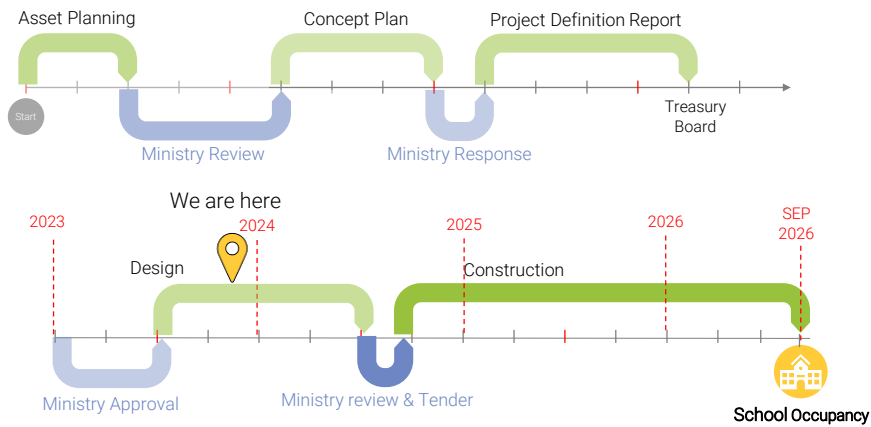 Asset Planning
Concept Plan
Project Definition Report
Start
Treasury
Board
Ministry Review
Ministry Response
We are here
2023
2024
2025
2026
SEP
2026
Design
Construction
Ministry Approval
Ministry review & Tender
School Occupancy